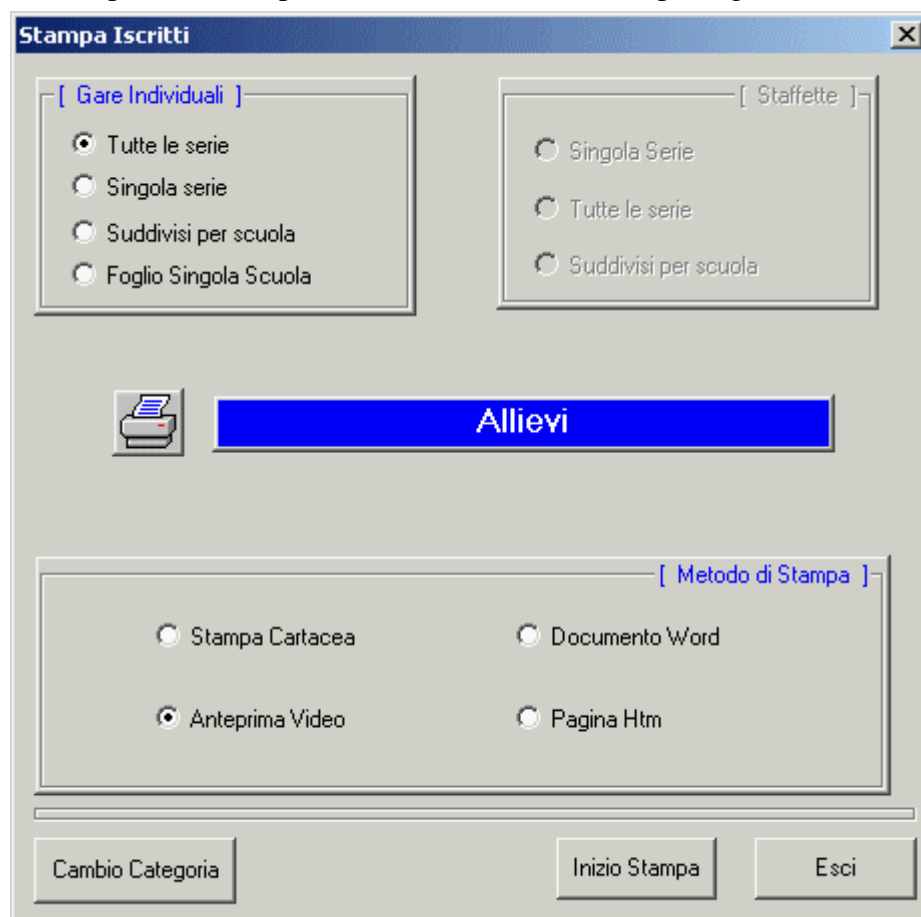 Stampa Iscritti
[ Gare Individuali ]
Tutte le serie
Singola serie
Suddivisi per scuola
Foglio Singola Scuola
[ Staffette ]
Singola Serie
Tutte le serie
Suddivisi per scuola
Allievi
[ Metodo di Stampa ]
Stampa Cartacea
Documento Word
Anteprima Video
Pagina Htm
Cambio Categoria
Inizio Stampa
Esci